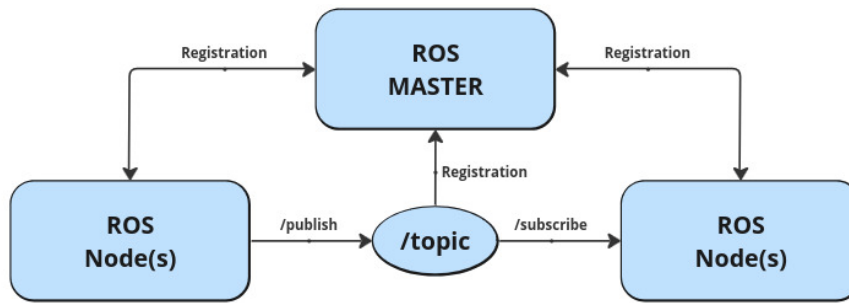 ROS
MASTER
Registration
Registration
Registration
ROS
Node(s)
/publish
/topic
/subscribe
ROS
Node(s)